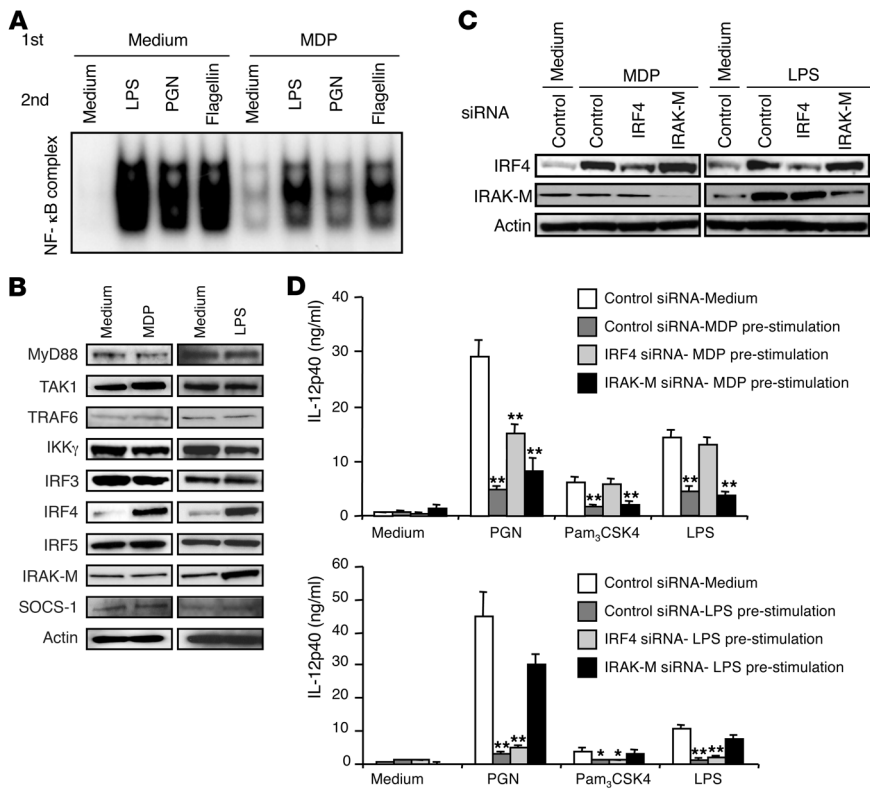 A
1st Medium MDP
2nd Medium LPS PGN Flagellin Medium LPS PGN Flagellin
NF- κB complex
B
Medium MDP Medium LPS
MyD88
TAK1
TRAF6
IKKγ
IRF3
IRF4
IRF5
IRAK-M
SOCS-1
Actin
C
Medium MDP Medium LPS
siRNA Control Control IRF4 IRAK-M Control Control IRF4 IRAK-M
IRF4
IRAK-M
Actin
D
IL-12p40 (ng/ml)
40
30
20
10
0
Control siRNA-Medium
Control siRNA-MDP pre-stimulation
IRF4 siRNA- MDP pre-stimulation
IRAK-M siRNA- MDP pre-stimulation
** ** ** ** ** ** **
Medium PGN Pam₃CSK4 LPS
IL-12p40 (ng/ml)
60
50
40
30
20
10
0
Control siRNA-Medium
Control siRNA-LPS pre-stimulation
IRF4 siRNA- LPS pre-stimulation
IRAK-M siRNA- LPS pre-stimulation
** ** * * ** **
Medium PGN Pam₃CSK4 LPS